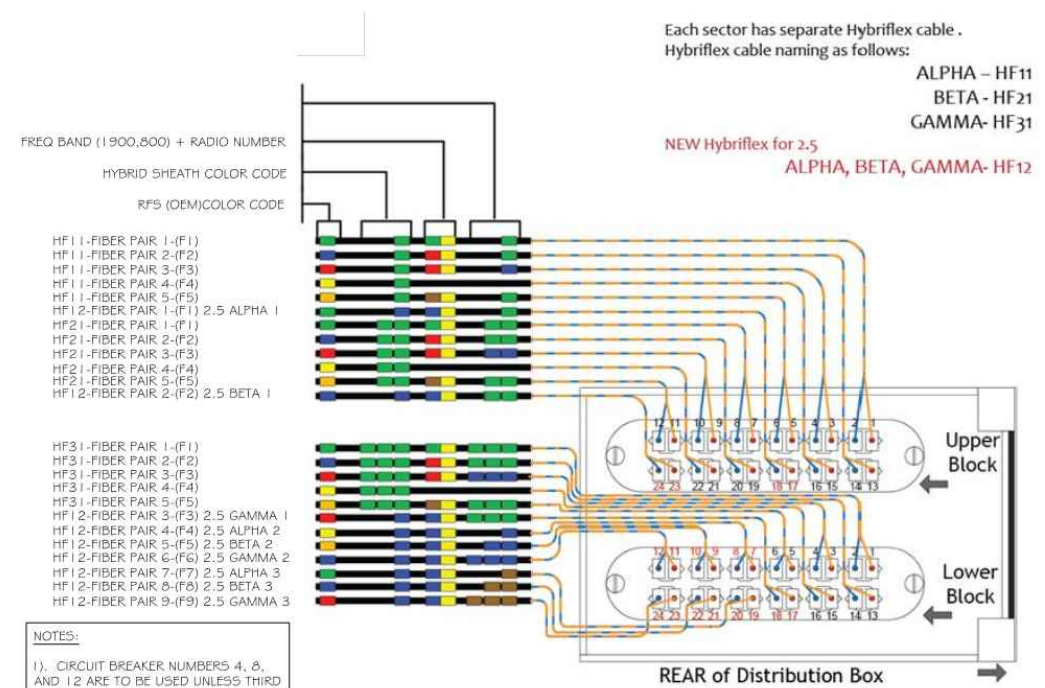 Each sector has separate Hybriflex cable .
Hybriflex cable naming as follows:
ALPHA – HF11
BETA - HF21
GAMMA- HF31
NEW Hybriflex for 2.5
ALPHA, BETA, GAMMA- HF12
FREQ BAND (1900,800) + RADIO NUMBER
HYBRID SHEATH COLOR CODE
RFS (OEM)COLOR CODE
HF11-FIBER PAIR 1-(F1)
HF11-FIBER PAIR 2-(F2)
HF11-FIBER PAIR 3-(F3)
HF11-FIBER PAIR 4-(F4)
HF11-FIBER PAIR 5-(F5)
HF12-FIBER PAIR 1-(F1) 2.5 ALPHA 1
HF21-FIBER PAIR 1-(F1)
HF21-FIBER PAIR 2-(F2)
HF21-FIBER PAIR 3-(F3)
HF21-FIBER PAIR 4-(F4)
HF21-FIBER PAIR 5-(F5)
HF12-FIBER PAIR 2-(F2) 2.5 BETA 1
12 11 10 9 8 7 6 5 4 3 2 1
Upper
Block
24 23 22 21 20 19 18 17 16 15 14 13
HF31-FIBER PAIR 1-(F1)
HF31-FIBER PAIR 2-(F2)
HF31-FIBER PAIR 3-(F3)
HF31-FIBER PAIR 4-(F4)
HF31-FIBER PAIR 5-(F5)
HF12-FIBER PAIR 3-(F3) 2.5 GAMMA 1
HF12-FIBER PAIR 4-(F4) 2.5 ALPHA 2
HF12-FIBER PAIR 5-(F5) 2.5 BETA 2
HF12-FIBER PAIR 6-(F6) 2.5 GAMMA 2
HF12-FIBER PAIR 7-(F7) 2.5 ALPHA 3
HF12-FIBER PAIR 8-(F8) 2.5 BETA 3
HF12-FIBER PAIR 9-(F9) 2.5 GAMMA 3
12 11 10 9 8 7 6 5 4 3 2 1
Lower
Block
24 23 22 21 20 19 18 17 16 15 14 13
REAR of Distribution Box
NOTES:
1). CIRCUIT BREAKER NUMBERS 4, 8,
AND 12 ARE TO BE USED UNLESS THIRD